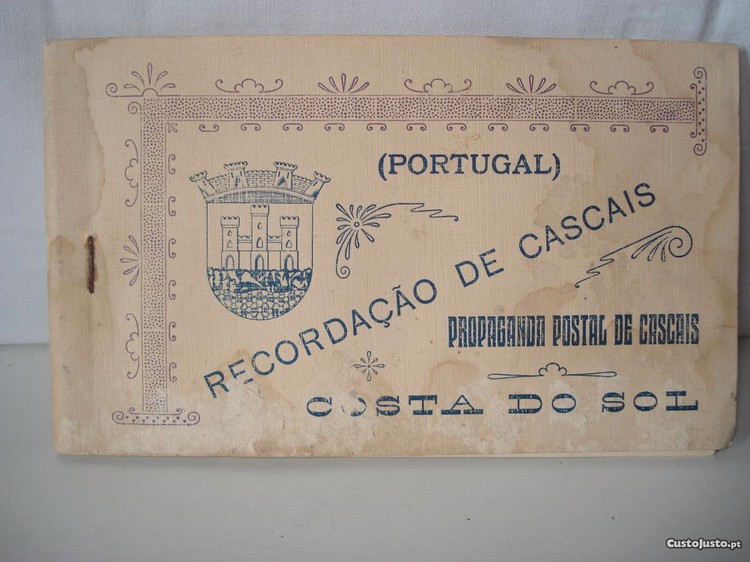 (PORTUGAL)
RECORDAÇÃO DE CASCAIS
PROPAGANDA POSTAL DE CASCAIS
COSTA DO SOL
CustoJusto.pt